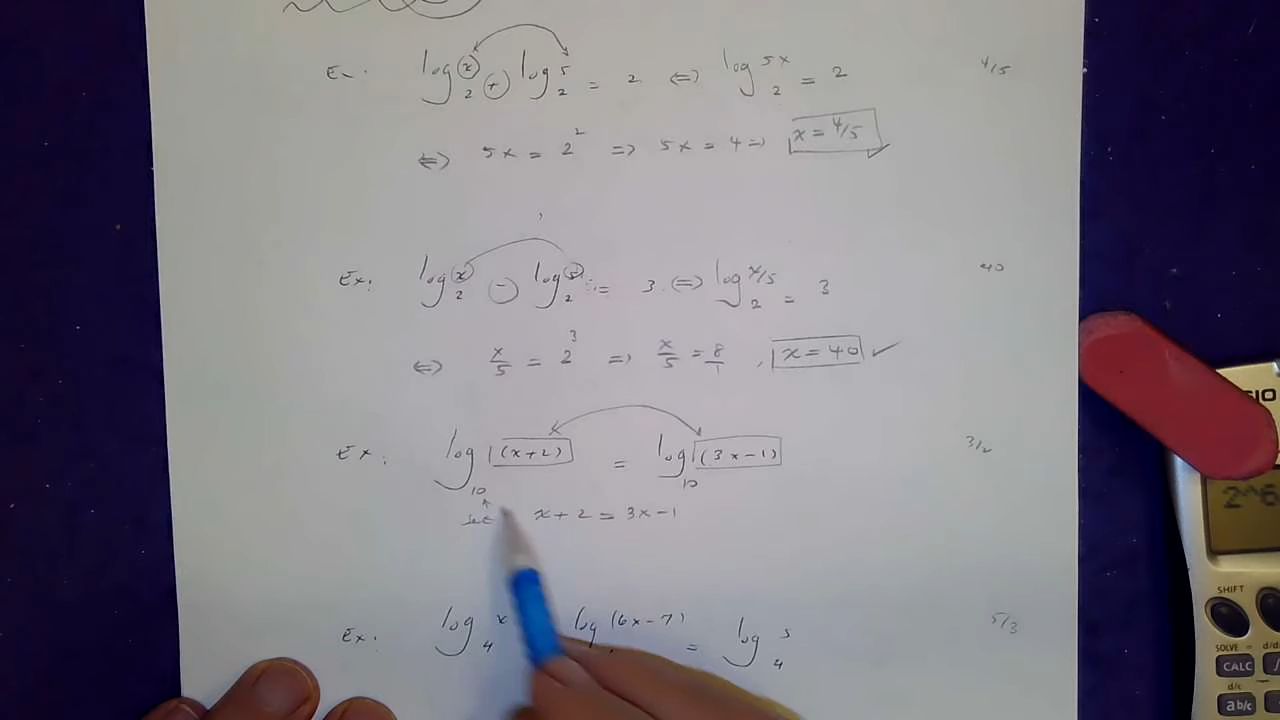 Ex: log₂ x + log₂ 5 = 2 ⟺ log₂ 5x = 2 4/5
⟺ 5x = 2² ⇒ 5x = 4 ⇒ x = 4/5
Ex: log₂ x - log₂ 5 = 3 ⟺ log₂ x/5 = 3 40
⟺ x/5 = 2³ ⇒ x/5 = 8/1, x = 40 ✓
Ex: log₁₀ (x+2) = log₁₀ (3x-1) 3/2
set x+2 = 3x-1
Ex: log₄ x log (6x-7) = log₄ 5 5/3
SHIFT
SOLVE =
CALC
d/c
ab/c